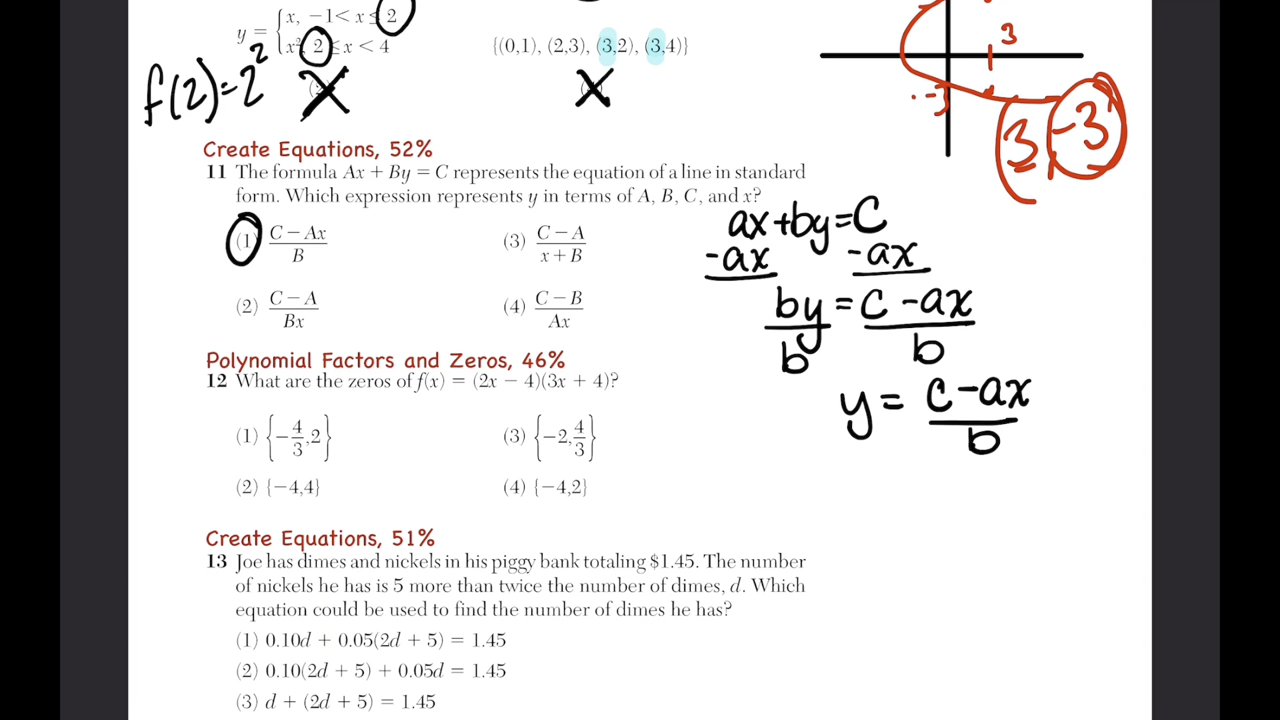 x, −1 < x ≤ 2
y =
x², 2 ≤ x < 4
{(0,1), (2,3), (3,2), (3,4)}
f(2)=2²
X
X
3
-3
(3, -3)
Create Equations, 52%
11 The formula Ax + By = C represents the equation of a line in standard
form. Which expression represents y in terms of A, B, C, and x?
(1) C − Ax / B
(3) C − A / x + B
(2) C − A / Bx
(4) C − B / Ax
ax+by=C
-ax -ax
by = C -ax
b b
y = C-ax
b
Polynomial Factors and Zeros, 46%
12 What are the zeros of f(x) = (2x − 4)(3x + 4)?
(1) {−4/3, 2}
(3) {−2, 4/3}
(2) {−4,4}
(4) {−4,2}
Create Equations, 51%
13 Joe has dimes and nickels in his piggy bank totaling $1.45. The number
of nickels he has is 5 more than twice the number of dimes, d. Which
equation could be used to find the number of dimes he has?
(1) 0.10d + 0.05(2d + 5) = 1.45
(2) 0.10(2d + 5) + 0.05d = 1.45
(3) d + (2d + 5) = 1.45